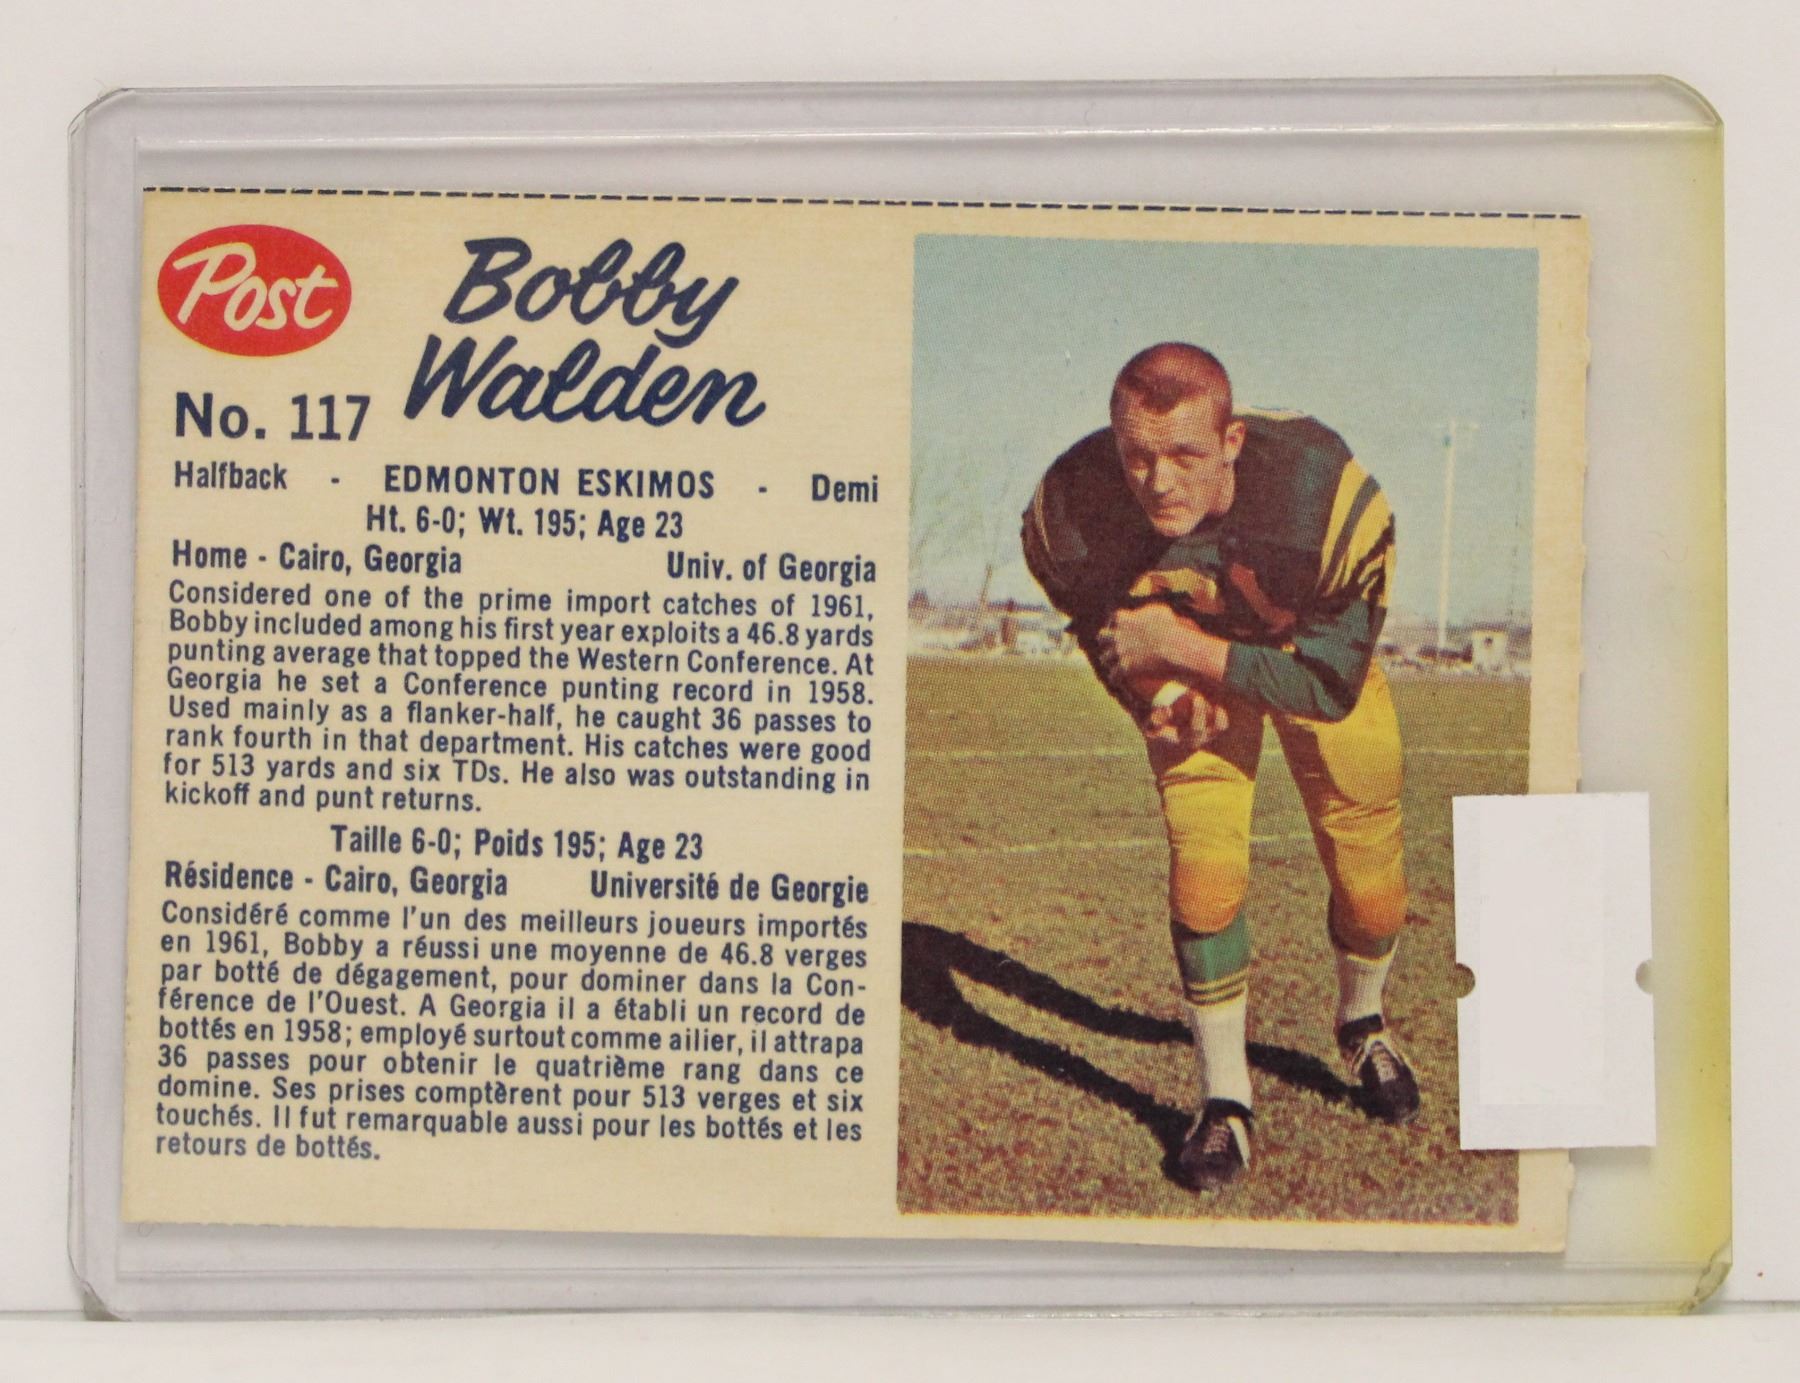 Post
Bobby
Walden
No. 117
Halfback - EDMONTON ESKIMOS - Demi
Ht. 6-0; Wt. 195; Age 23
Home - Cairo, Georgia Univ. of Georgia
Considered one of the prime import catches of 1961,
Bobby included among his first year exploits a 46.8 yards
punting average that topped the Western Conference. At
Georgia he set a Conference punting record in 1958.
Used mainly as a flanker-half, he caught 36 passes to
rank fourth in that department. His catches were good
for 513 yards and six TDs. He also was outstanding in
kickoff and punt returns.
Taille 6-0; Poids 195; Age 23
Résidence - Cairo, Georgia Université de Georgie
Considéré comme l'un des meilleurs joueurs importés
en 1961, Bobby a réussi une moyenne de 46.8 verges
par botté de dégagement, pour dominer dans la Con-
férence de l'Ouest. A Georgia il a établi un record de
bottés en 1958; employé surtout comme ailier, il attrapa
36 passes pour obtenir le quatrième rang dans ce
domine. Ses prises comptèrent pour 513 verges et six
touchés. Il fut remarquable aussi pour les bottés et les
retours de bottés.